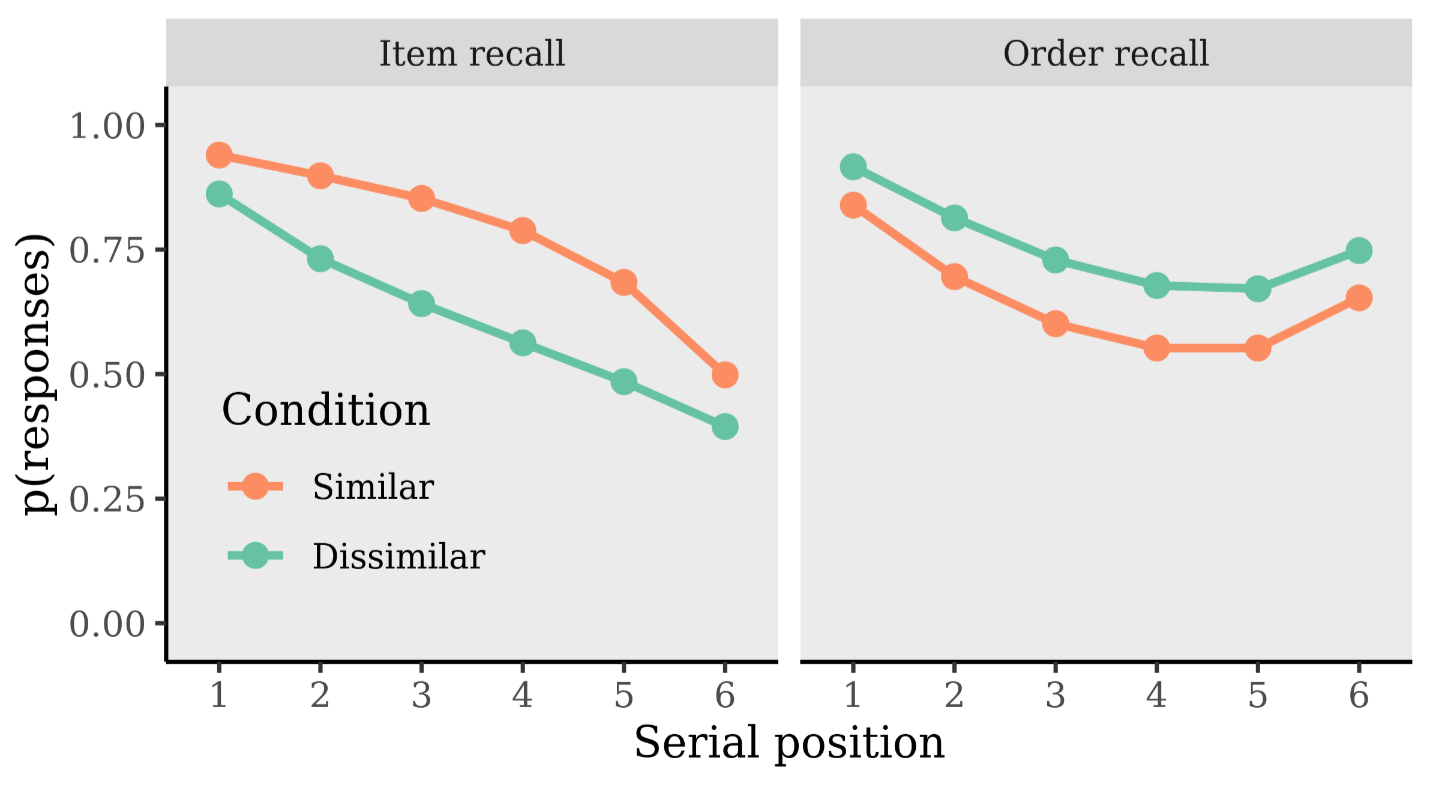 Item recall
Order recall
p(responses)
1.00
0.75
0.50
0.25
0.00
Condition
Similar
Dissimilar
1 2 3 4 5 6
1 2 3 4 5 6
Serial position